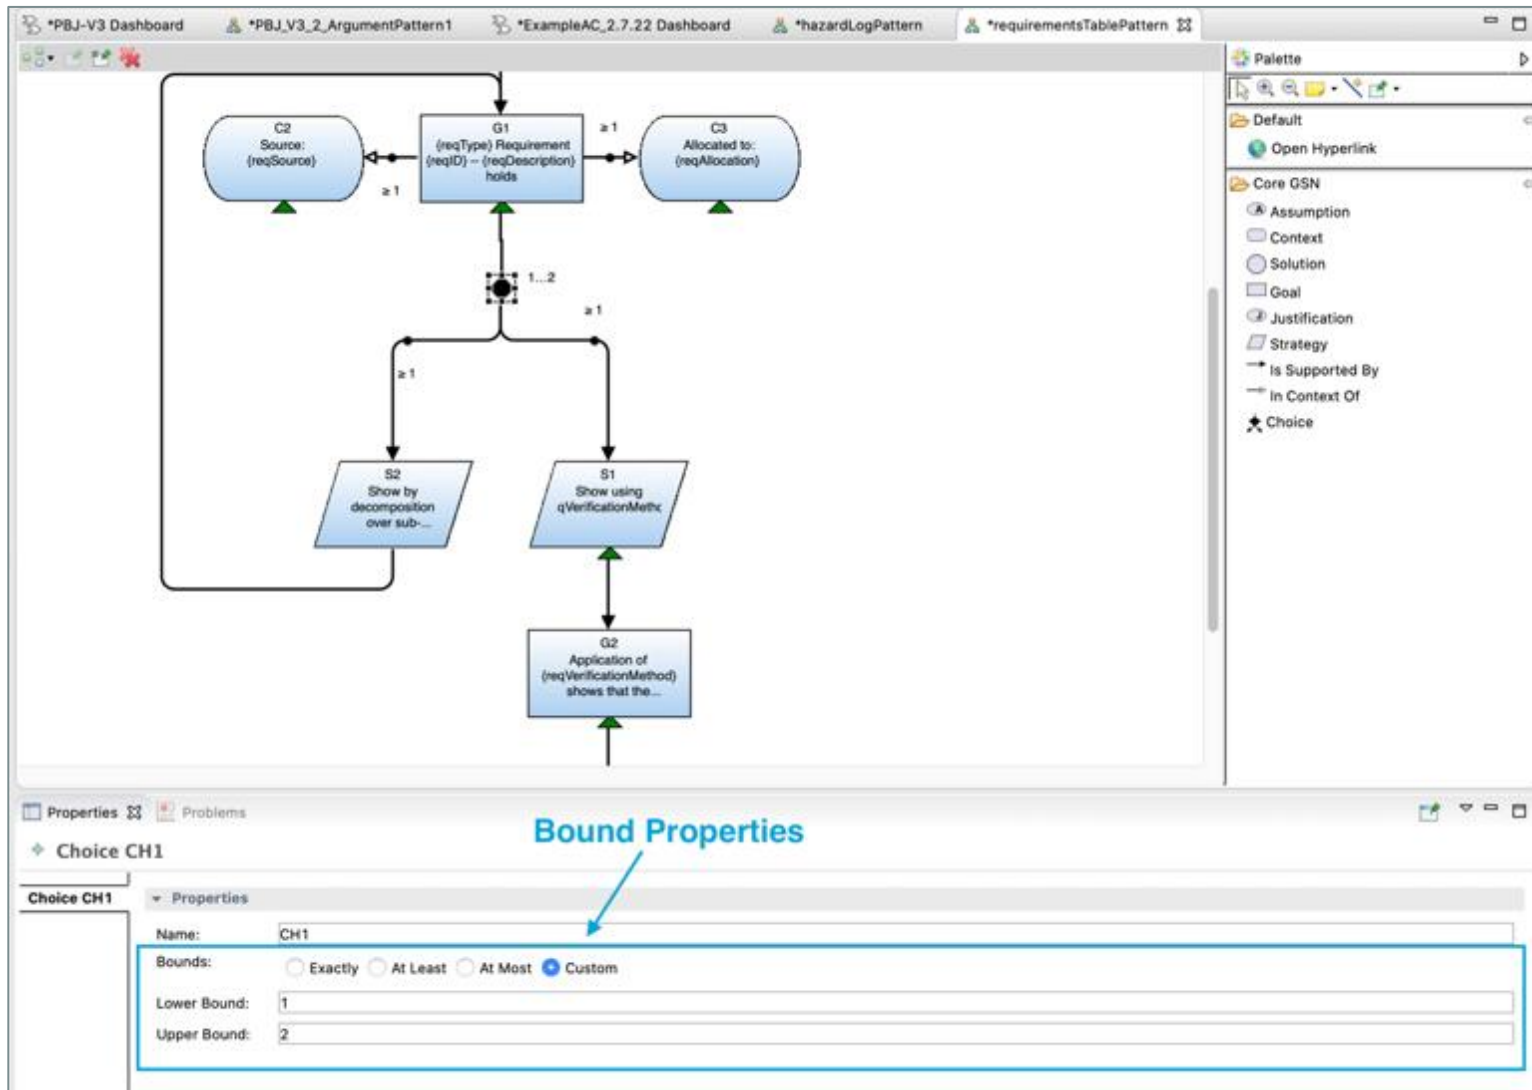 *PBJ-V3 Dashboard
*PBJ_V3_2_ArgumentPattern1
*ExampleAC_2.7.22 Dashboard
*hazardLogPattern
*requirementsTablePattern
Palette
Default
Open Hyperlink
Core GSN
Assumption
Context
Solution
Goal
Justification
Strategy
Is Supported By
In Context Of
Choice
C2
Source:
{reqSource}
≥ 1
G1
{reqType} Requirement
{reqID} -- {reqDescription}
holds
≥ 1
C3
Allocated to:
{reqAllocation}
1...2
≥ 1
≥ 1
S2
Show by
decomposition
over sub-...
S1
Show using
qVerificationMetho
G2
Application of
{reqVerificationMethod}
shows that the...
Properties
Problems
Bound Properties
Choice CH1
Choice CH1
Properties
Name:
CH1
Bounds:
Exactly
At Least
At Most
Custom
Lower Bound:
1
Upper Bound:
2